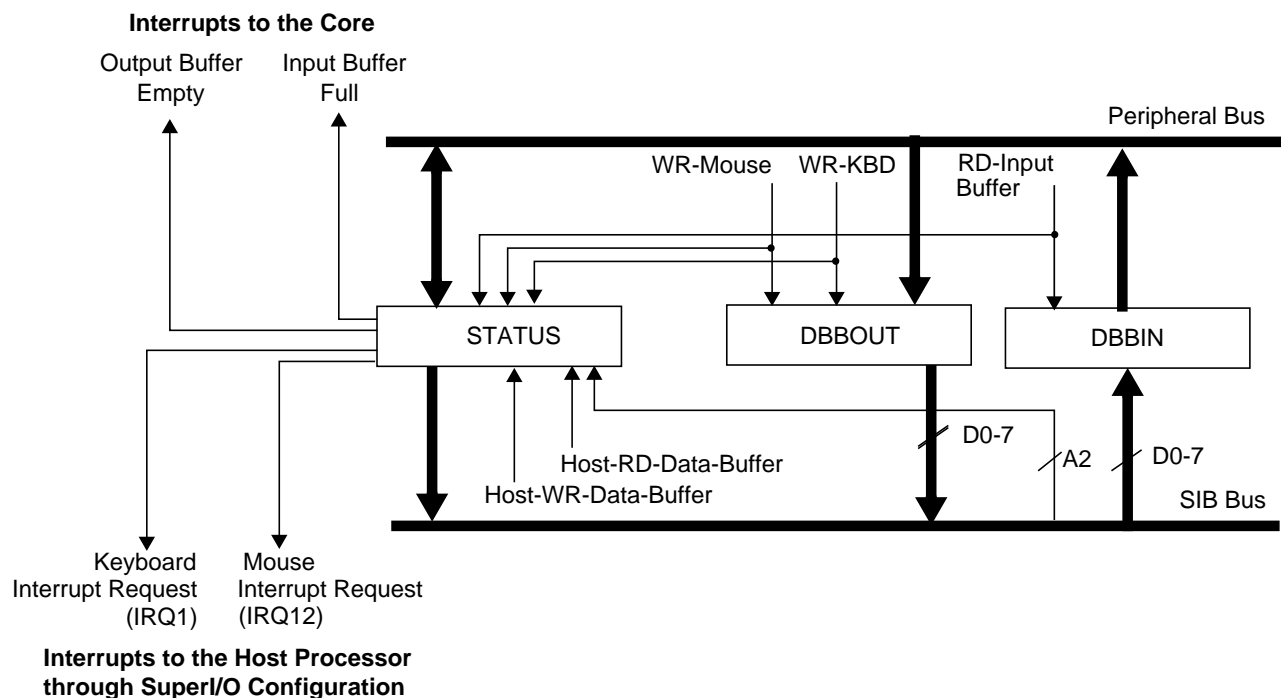 Interrupts to the Core
Output Buffer
Empty
Input Buffer
Full
Peripheral Bus
WR-Mouse
WR-KBD
RD-Input
Buffer
STATUS
DBBOUT
DBBIN
D0-7
A2
D0-7
Host-RD-Data-Buffer
Host-WR-Data-Buffer
SIB Bus
Keyboard
Interrupt Request
(IRQ1)
Mouse
Interrupt Request
(IRQ12)
Interrupts to the Host Processor
through SuperI/O Configuration